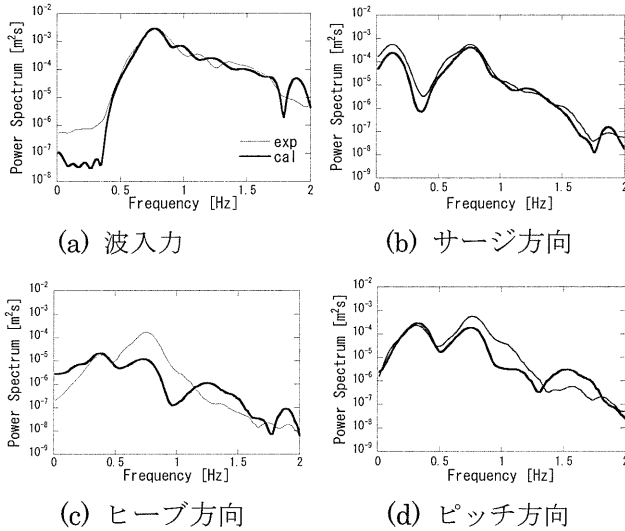 Power Spectrum [m²s]
10⁻²
10⁻³
10⁻⁴
10⁻⁵
10⁻⁶
10⁻⁷
10⁻⁸
exp
cal
0 0.5 1 1.5 2
Frequency [Hz]
(a) 波入力
Power Spectrum [m²s]
10⁻²
10⁻³
10⁻⁴
10⁻⁵
10⁻⁶
10⁻⁷
10⁻⁸
10⁻⁹
0 0.5 1 1.5 2
Frequency [Hz]
(b) サージ方向
Power Spectrum [m²s]
10⁻²
10⁻³
10⁻⁴
10⁻⁵
10⁻⁶
10⁻⁷
10⁻⁸
10⁻⁹
0 0.5 1 1.5 2
Frequency [Hz]
(c) ヒーブ方向
Power Spectrum [m²s]
10⁻²
10⁻³
10⁻⁴
10⁻⁵
10⁻⁶
10⁻⁷
10⁻⁸
10⁻⁹
0 0.5 1 1.5 2
Frequency [Hz]
(d) ピッチ方向